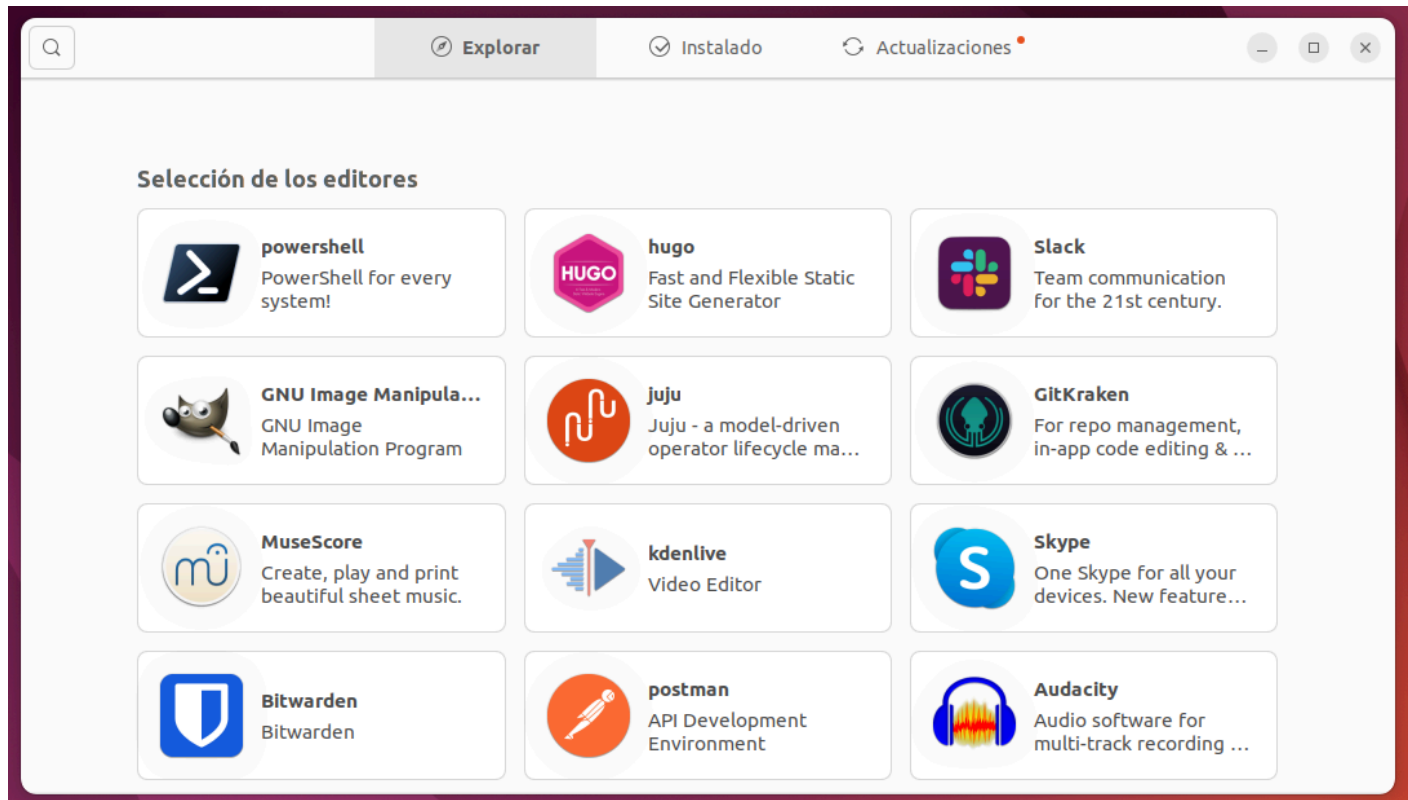 Explorar
Instalado
Actualizaciones
Selección de los editores
powershell
PowerShell for every
system!
HUGO
hugo
Fast and Flexible Static
Site Generator
Slack
Team communication
for the 21st century.
GNU Image Manipula...
GNU Image
Manipulation Program
juju
Juju - a model-driven
operator lifecycle ma...
GitKraken
For repo management,
in-app code editing & ...
MuseScore
Create, play and print
beautiful sheet music.
kdenlive
Video Editor
S
Skype
One Skype for all your
devices. New feature...
Bitwarden
Bitwarden
postman
API Development
Environment
Audacity
Audio software for
multi-track recording ...